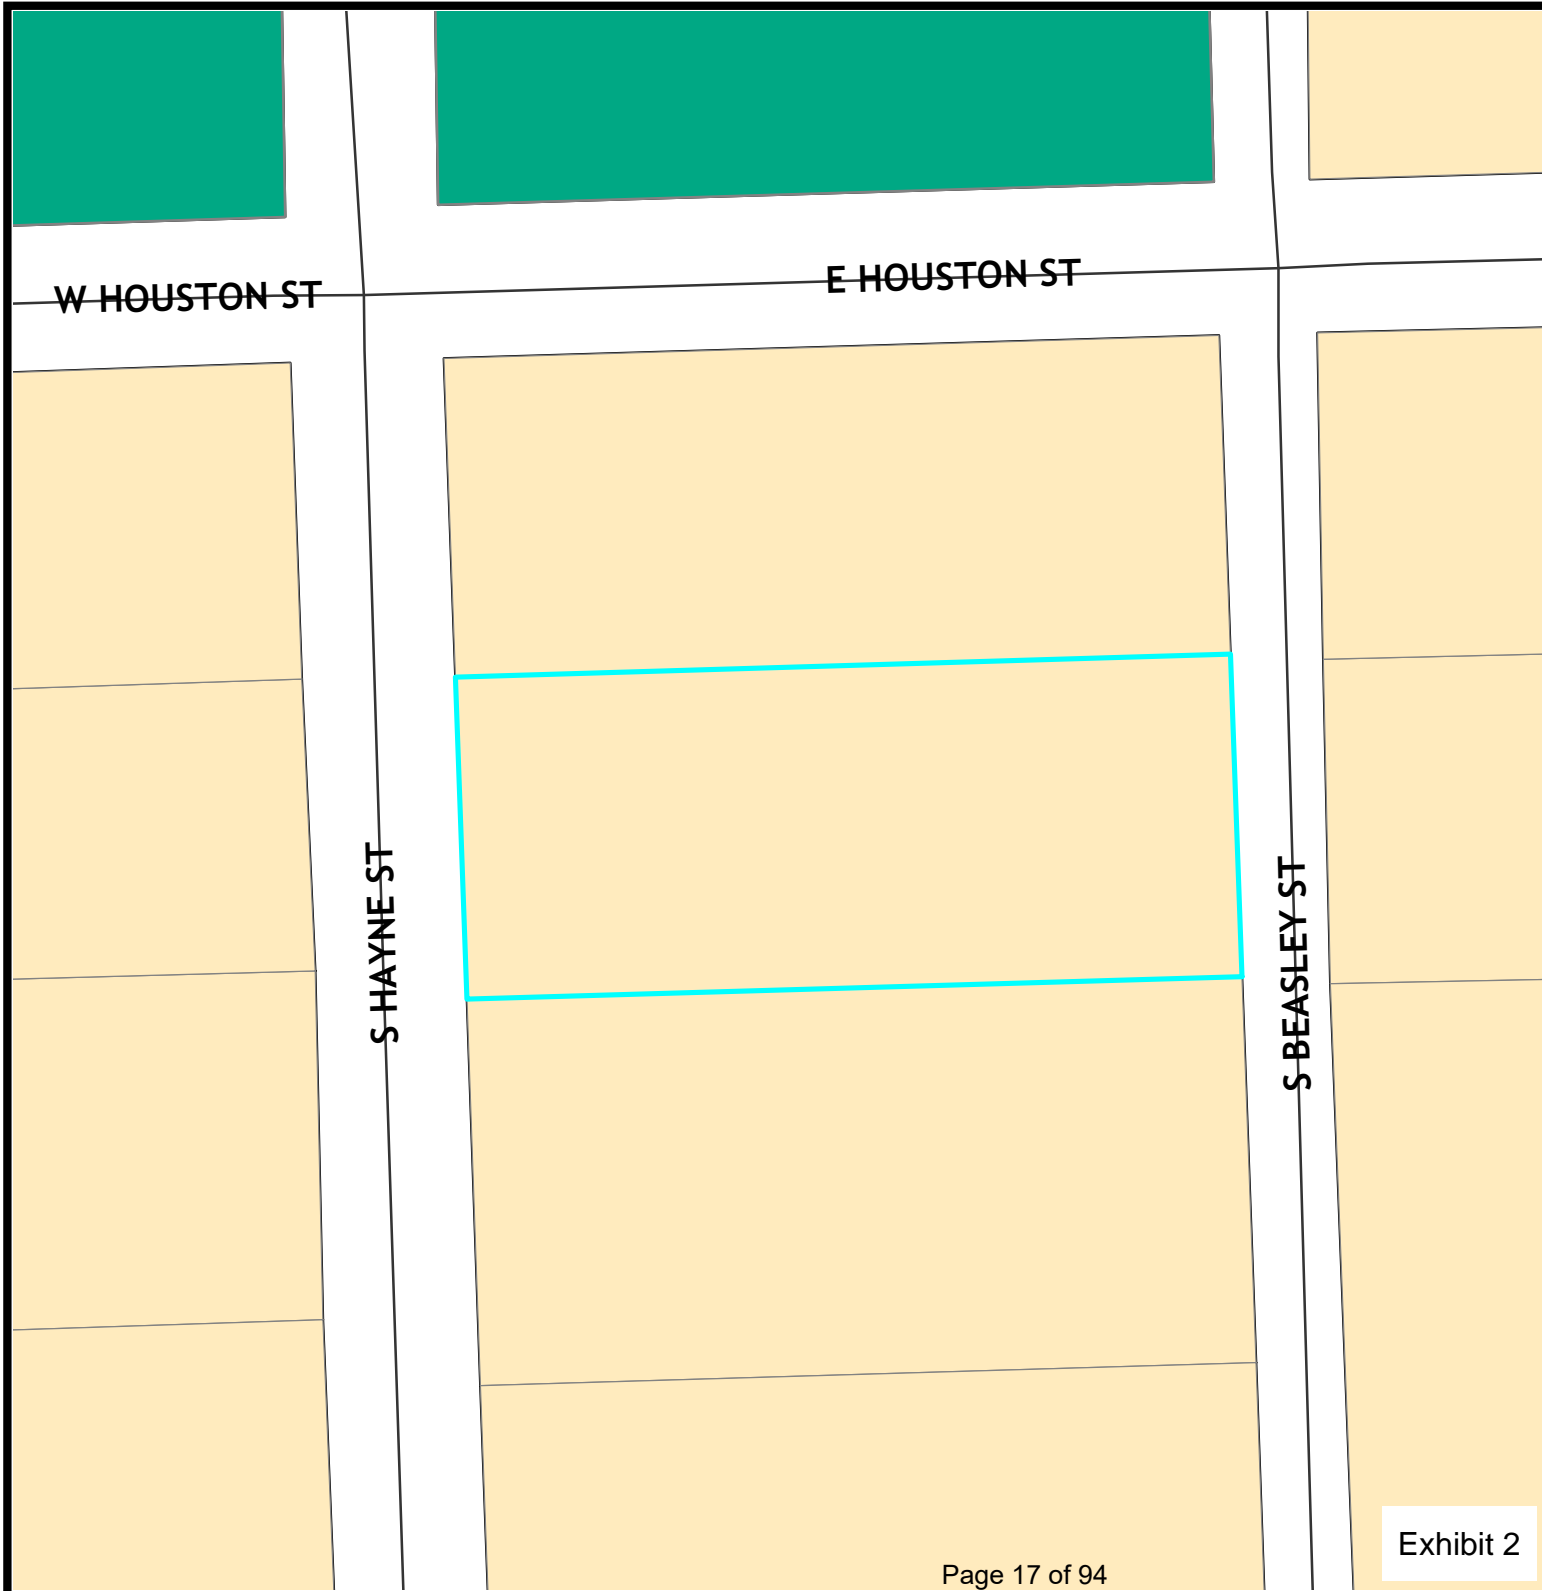 W HOUSTON ST
E HOUSTON ST
S HAYNE ST
S BEASLEY ST
Exhibit 2
Page 17 of 94